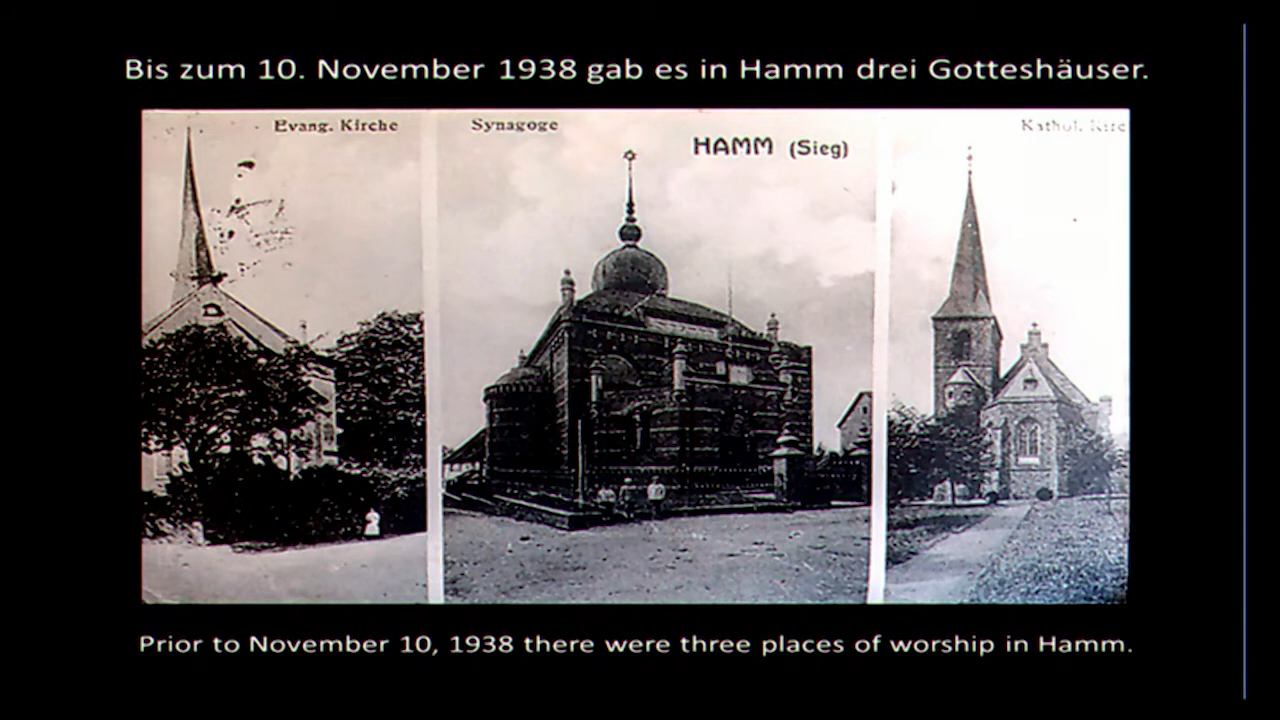 Bis zum 10. November 1938 gab es in Hamm drei Gotteshäuser.
Evang. Kirche
Synagoge
HAMM (Sieg)
Kathol.
Prior to November 10, 1938 there were three places of worship in Hamm.